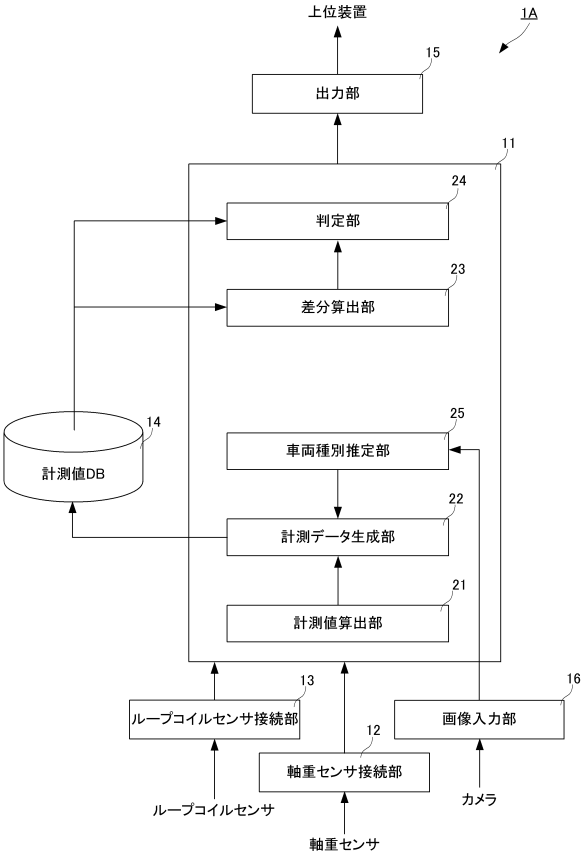 上位装置
1A
15
出力部
11
24
判定部
23
差分算出部
14
計測値DB
25
車両種別推定部
22
計測データ生成部
21
計測値算出部
13
ループコイルセンサ接続部
16
画像入力部
12
軸重センサ接続部
ループコイルセンサ
カメラ
軸重センサ